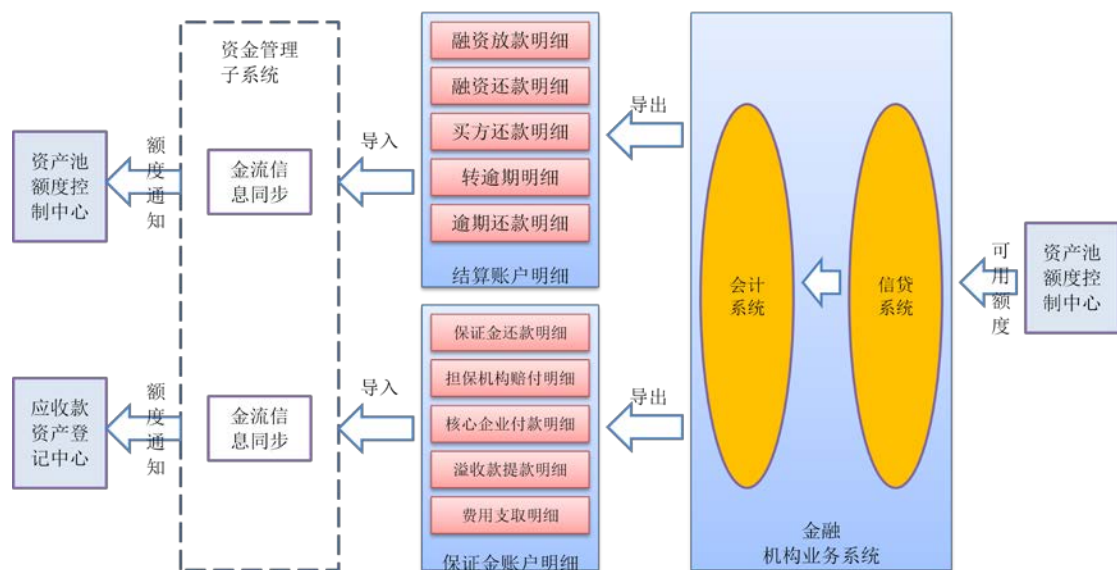 资金管理
子系统
资产池
额度控
制中心
额
度
通
知
金流信
息同步
导入
融资放款明细
融资还款明细
买方还款明细
转逾期明细
逾期还款明细
结算账户明细
导出
应收款
资产登
记中心
额
度
通
知
金流信
息同步
导入
保证金还款明细
担保机构赔付明细
核心企业付款明细
溢收款提款明细
费用支取明细
保证金账户明细
导出
会计
系统
信贷
系统
金融
机构业务系统
可
用
额
度
资产池
额度控
制中心